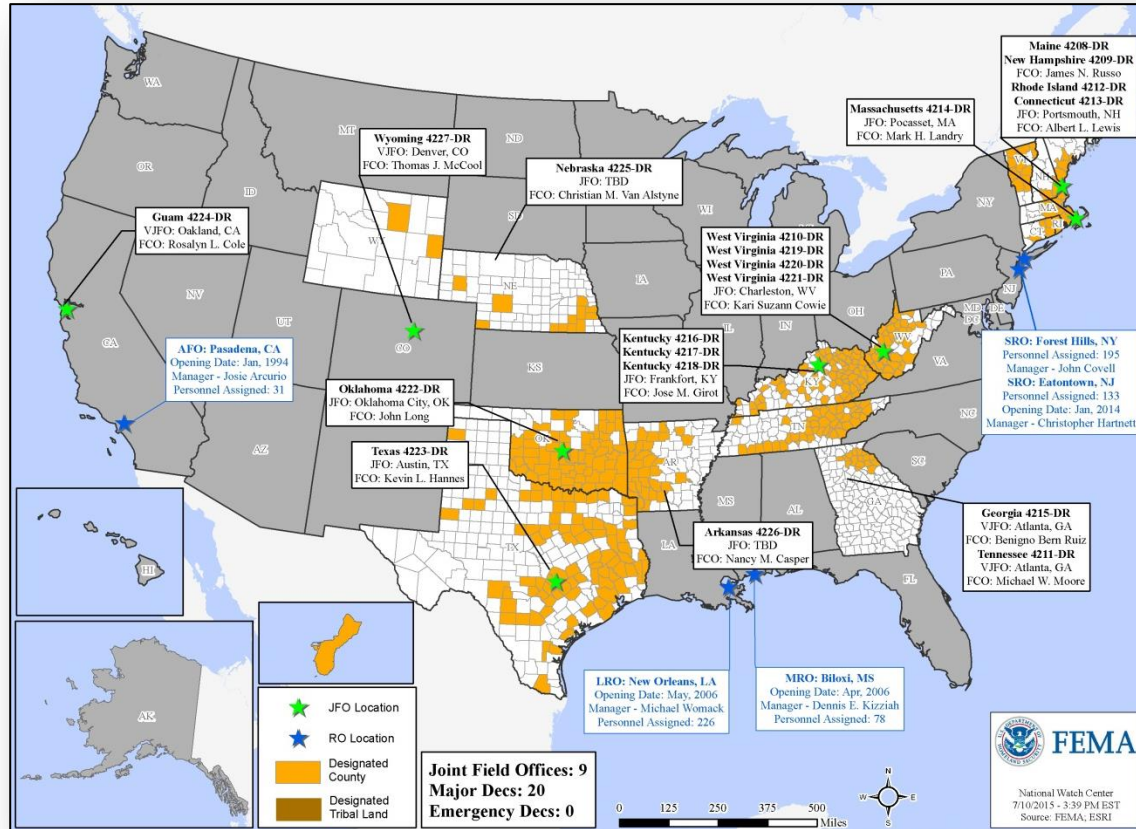 Maine 4208-DR
New Hampshire 4209-DR
FCO: James N. Russo
Rhode Island 4212-DR
Connecticut 4213-DR
JFO: Portsmouth, NH
FCO: Albert L. Lewis
Massachusetts 4214-DR
JFO: Pocasset, MA
FCO: Mark H. Landry
Wyoming 4227-DR
VJFO: Denver, CO
FCO: Thomas J. McCool
Nebraska 4225-DR
JFO: TBD
FCO: Christian M. Van Alstyne
Guam 4224-DR
VJFO: Oakland, CA
FCO: Rosalyn L. Cole
West Virginia 4210-DR
West Virginia 4219-DR
West Virginia 4220-DR
West Virginia 4221-DR
JFO: Charleston, WV
FCO: Kari Suzann Cowie
Kentucky 4216-DR
Kentucky 4217-DR
Kentucky 4218-DR
JFO: Frankfort, KY
FCO: Jose M. Girot
AFO: Pasadena, CA
Opening Date: Jan, 1994
Manager - Josie Arcurio
Personnel Assigned: 31
SRO: Forest Hills, NY
Personnel Assigned: 195
Manager - John Covell
SRO: Eatontown, NJ
Personnel Assigned: 133
Opening Date: Jan, 2014
Manager - Christopher Hartnett
Oklahoma 4222-DR
JFO: Oklahoma City, OK
FCO: John Long
Texas 4223-DR
JFO: Austin, TX
FCO: Kevin L. Hannes
Arkansas 4226-DR
JFO: TBD
FCO: Nancy M. Casper
Georgia 4215-DR
VJFO: Atlanta, GA
FCO: Benigno Bern Ruiz
Tennessee 4211-DR
VJFO: Atlanta, GA
FCO: Michael W. Moore
LRO: New Orleans, LA
Opening Date: May, 2006
Manager - Michael Womack
Personnel Assigned: 226
MRO: Biloxi, MS
Opening Date: Apr, 2006
Manager - Dennis E. Kizziah
Personnel Assigned: 78
WA
MT
ND
OR
ID
SD
WI
NY
VT
NH
MA
CT
RI
WY
NE
IA
PA
NJ
NV
UT
CO
CA
KS
IL
IN
OH
WV
MD
DE
DC
VA
KY
AZ
OK
AR
TN
NC
SC
TX
LA
MS
AL
GA
FL
HI
AK
JFO Location
RO Location
Designated County
Designated Tribal Land
Joint Field Offices: 9
Major Decs: 20
Emergency Decs: 0
N
W
E
S
0 125 250 375 500
Miles
FEMA
National Watch Center
7/10/2015 - 3:39 PM EST
Source: FEMA; ESRI